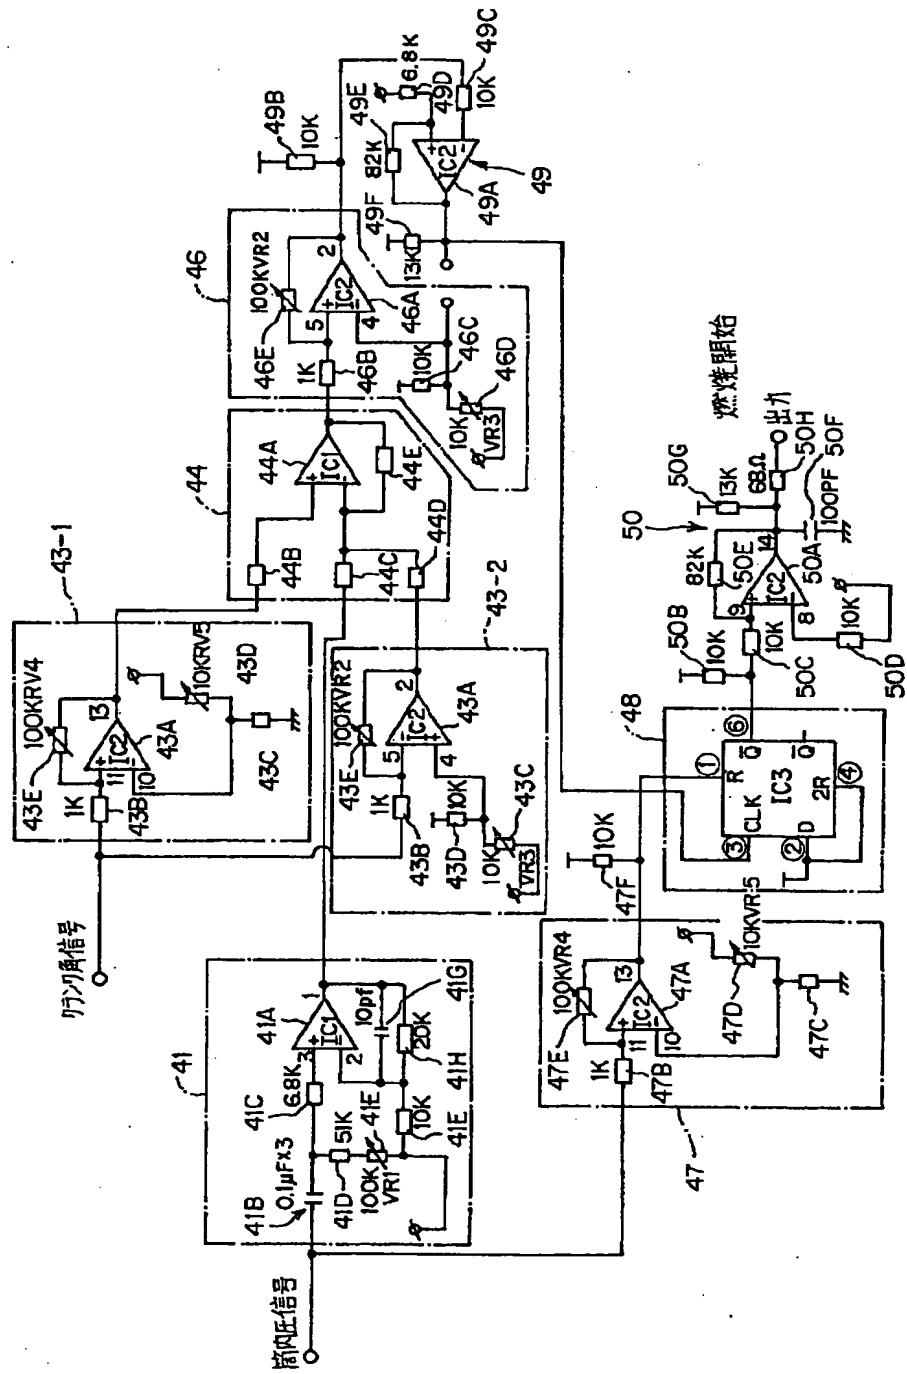 筒内圧信号
41
41B
0.1μF×3
41C
6.8K
41D
51K
100K
VR1
41E
10K
41E
3
2
1
41A
IC1
10pf
41G
20K
41H
クランク角信号
43-1
43E
100KRV4
1K
43B
11
10
13
IC2
43A
10KRV5
43D
43C
43-2
43E
100KVR2
1K
43B
5
4
2
IC2
43A
43D
10K
10K
43C
VR3
44
44B
44C
44D
44A
IC1
44E
46
46E
100KVR2
1K
46B
5
4
2
IC2
46A
10K
46C
10K
46D
VR3
49B
10K
49C
10K
6.8K
49D
49E
82K
IC2
49A
49
49F
13K
47
47E
100KVR4
1K
47B
11
10
13
IC2
47A
47D
10KVR5
47C
47F
10K
48
①
R
③
CLK
②
D
IC3
2R
④
⑥
Q
Q
50
50B
10K
50C
10K
50D
10K
9
8
14
IC2
50A
82K
50E
50G
13K
68Ω
50H
100PF
50F
燃焼開始
出力